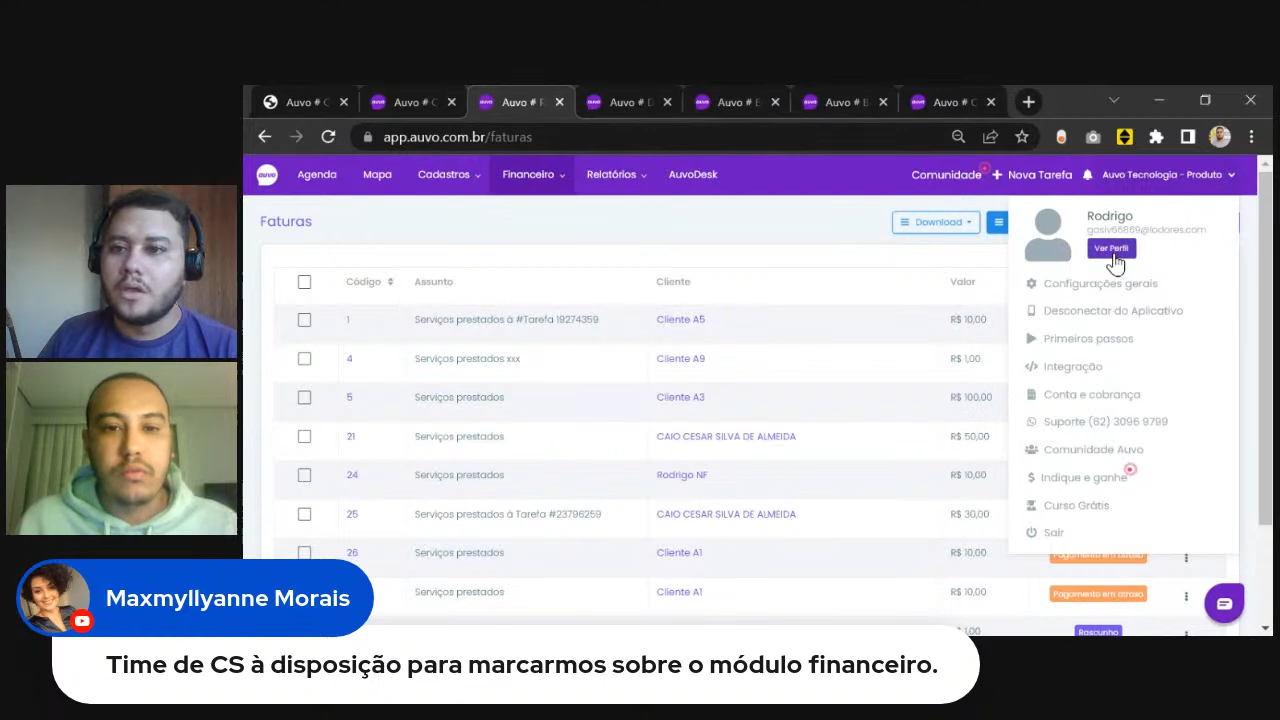 Auvo # C
Auvo # C
Auvo # F
Auvo # D
Auvo # B
Auvo # B
Auvo # C
app.auvo.com.br/faturas
auvo
Agenda
Mapa
Cadastros
Financeiro
Relatórios
AuvoDesk
Comunidade
Nova Tarefa
Auvo Tecnologia - Produto
Faturas
Download
Rodrigo
gasiv66869@lodores.com
Ver Perfil
Configurações gerais
Desconectar do Aplicativo
Primeiros passos
Integração
Conta e cobrança
Suporte (62) 3096 9799
Comunidade Auvo
Indique e ganhe
Curso Grátis
Sair
Código Assunto Cliente Valor
1 Serviços prestados à #Tarefa 19274359 Cliente A5 R$ 10,00
4 Serviços prestados xxx Cliente A9 R$ 1,00
5 Serviços prestados Cliente A3 R$ 100,00
21 Serviços prestados CAIO CESAR SILVA DE ALMEIDA R$ 50,00
24 Serviços prestados Rodrigo NF R$ 10,00
25 Serviços prestados à Tarefa #23796259 CAIO CESAR SILVA DE ALMEIDA R$ 30,00
26 Serviços prestados Cliente A1 R$ 10,00 Pagamento em atraso
Serviços prestados Cliente A1 R$ 10,00 Pagamento em atraso
Rascunho
Maxmyllyanne Morais
Time de CS à disposição para marcarmos sobre o módulo financeiro.